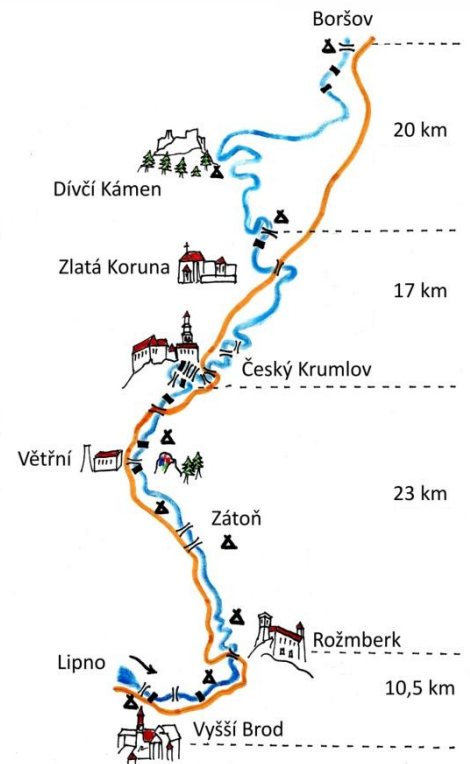 Boršov
20 km
Dívčí Kámen
Zlatá Koruna
17 km
Český Krumlov
Větřní
23 km
Zátoň
Rožmberk
Lipno
10,5 km
Vyšší Brod